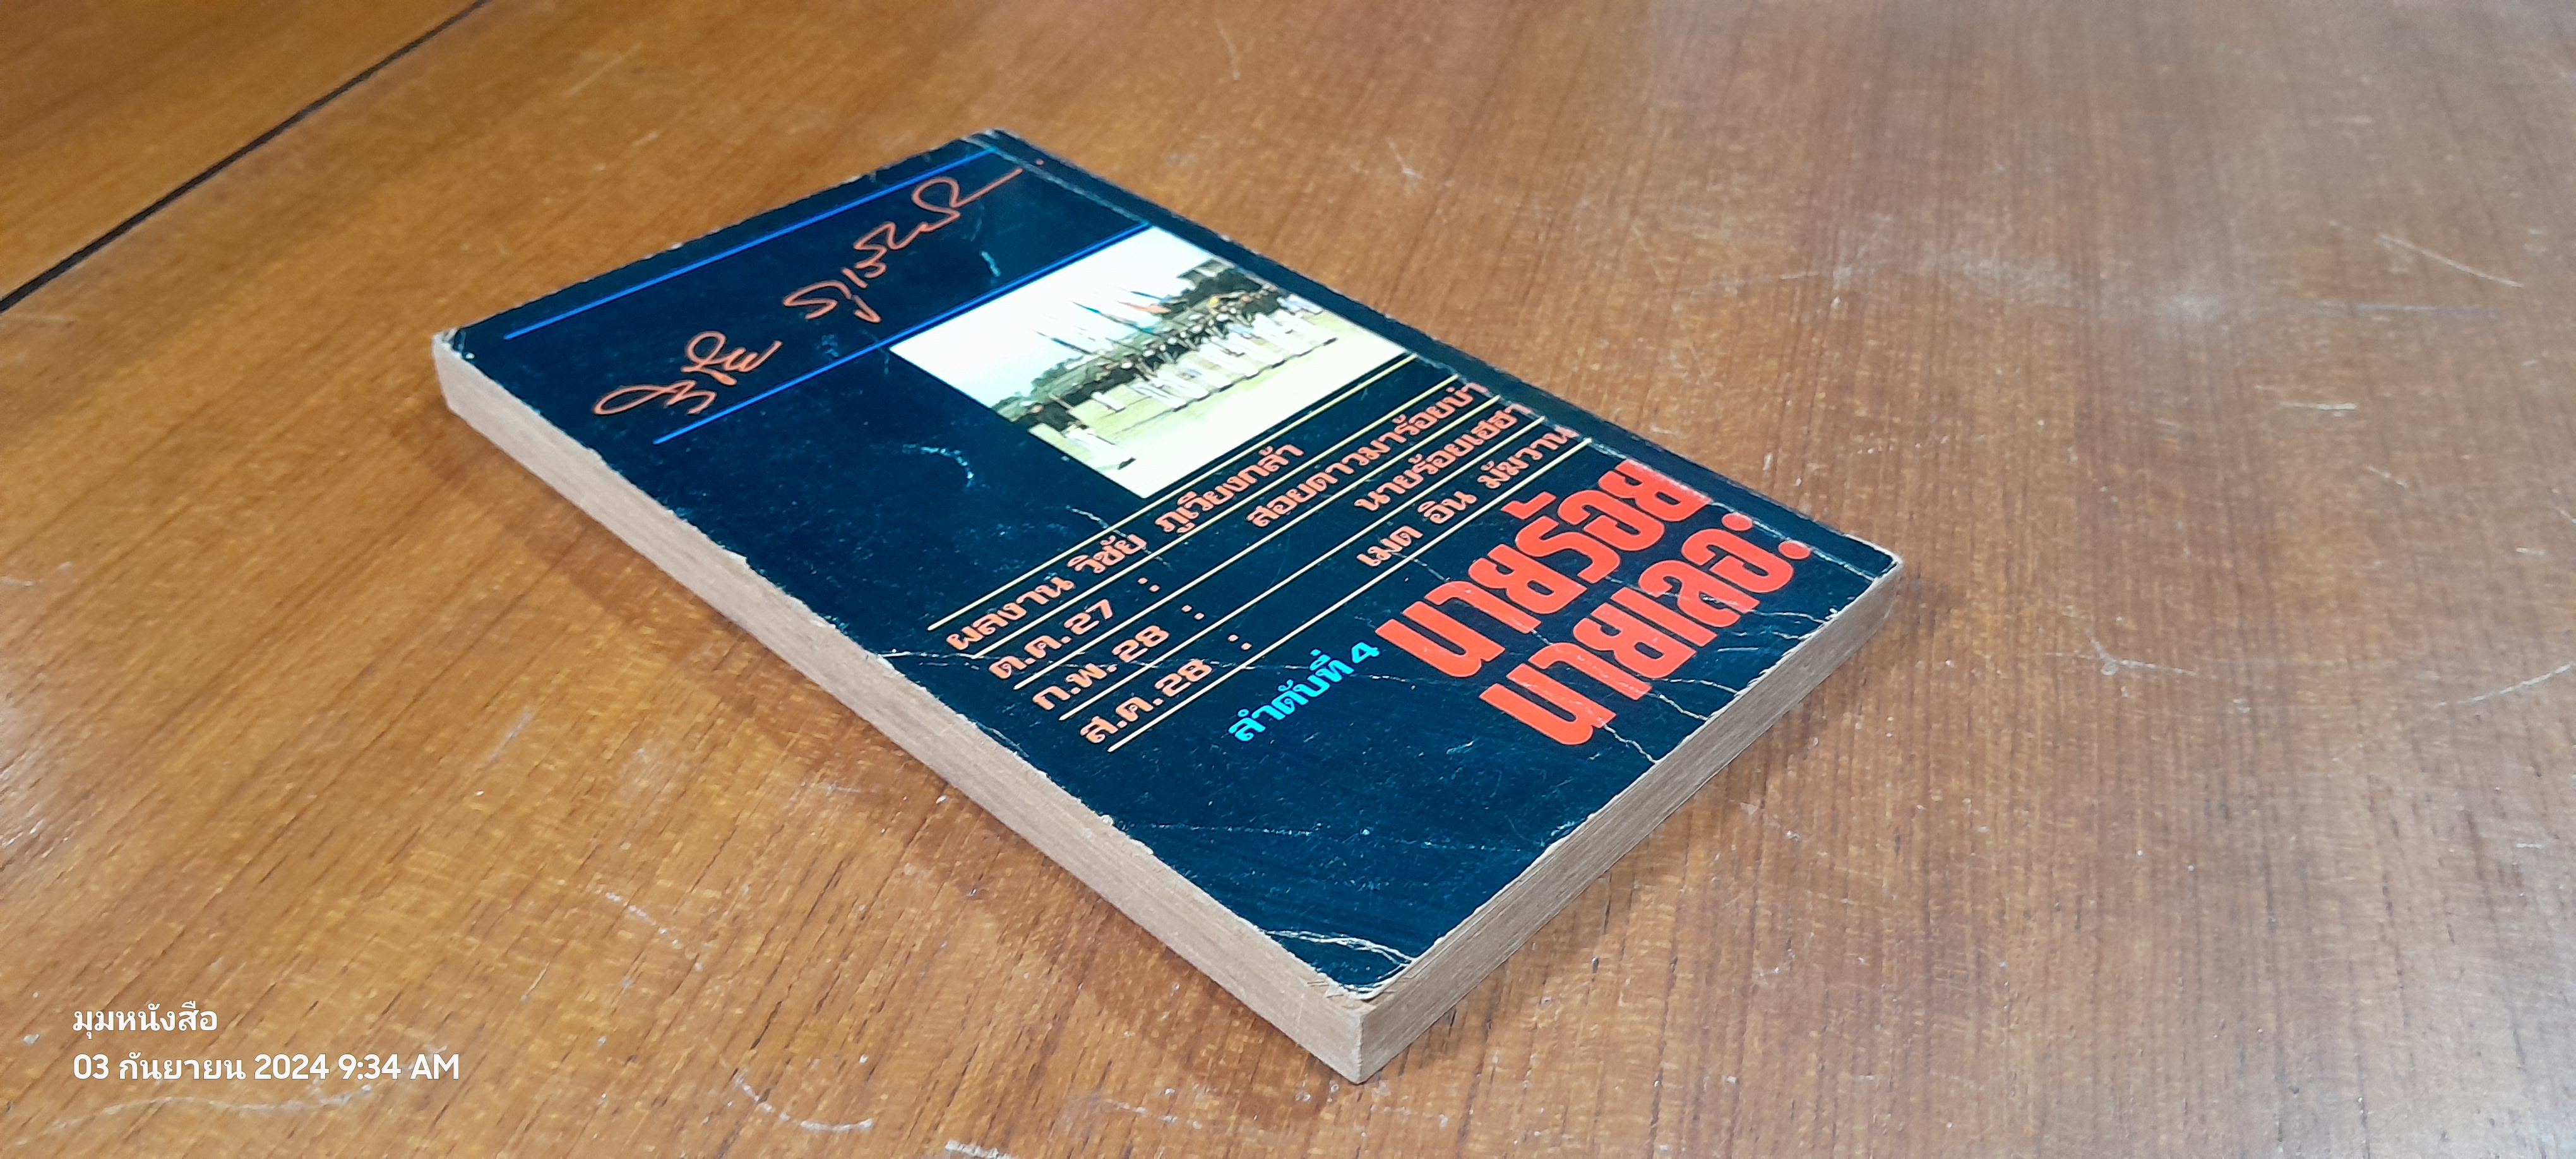 วิชัย ภูเวียง
ผลงาน วิชัย ภูเวียงกล้า
ต.ค.27 : สอยดาวมาร้อยบ่า
ก.พ.28 : นายร้อยเฮฮา
ส.ค.28 : เมด อิน มัฆวาน
ลำดับที่ 4
นายร้อย
นายสอ.
มุมหนังสือ
03 กันยายน 2024 9:34 AM